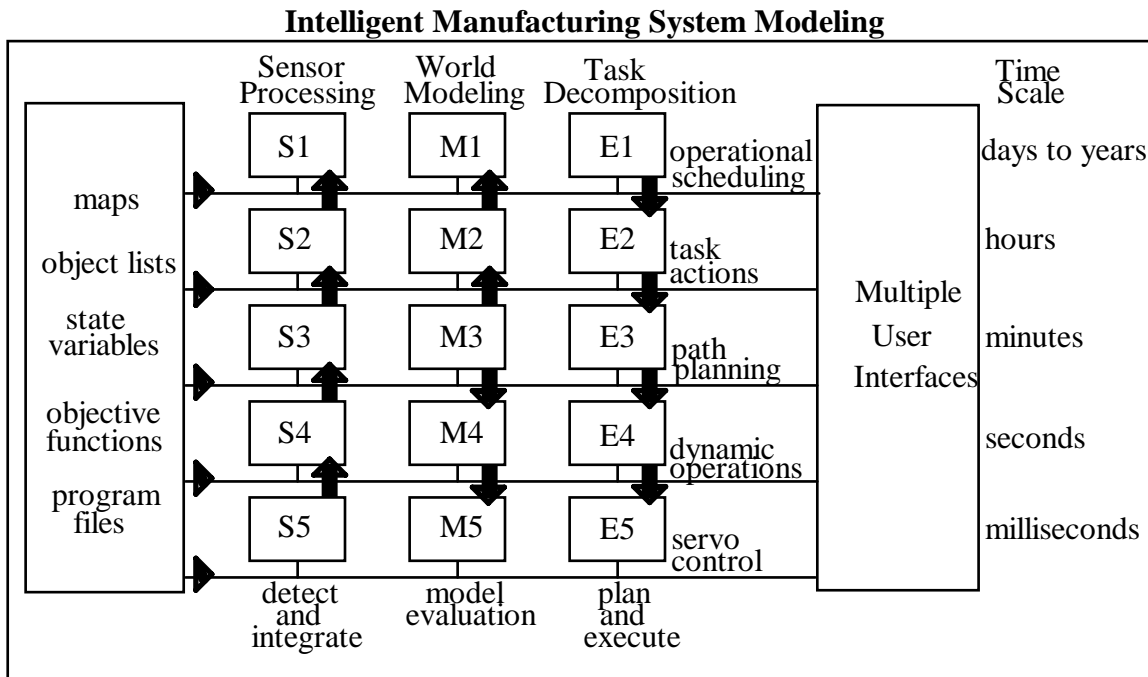 Intelligent Manufacturing System Modeling
Sensor
Processing
World
Modeling
Task
Decomposition
Time
Scale
maps
object lists
state
variables
objective
functions
program
files
S1
M1
E1
operational
scheduling
days to years
S2
M2
E2
task
actions
hours
S3
M3
E3
path
planning
minutes
S4
M4
E4
dynamic
operations
seconds
S5
M5
E5
servo
control
milliseconds
Multiple
User
Interfaces
detect
and
integrate
model
evaluation
plan
and
execute